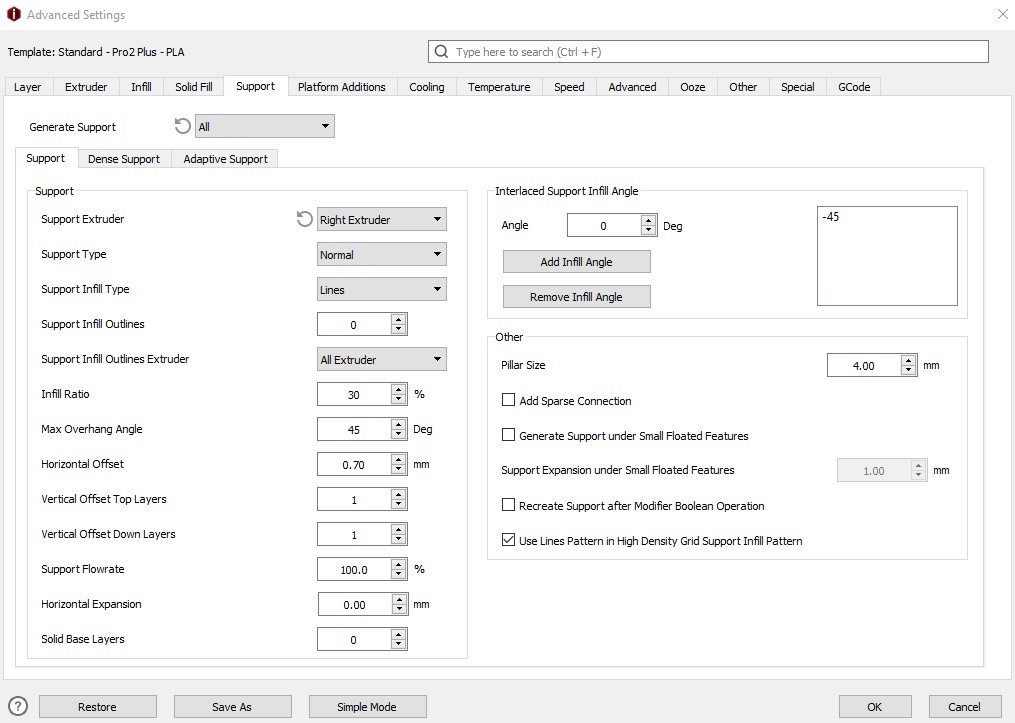 Advanced Settings
Template: Standard - Pro2 Plus - PLA
Type here to search (Ctrl + F)
Layer Extruder Infill Solid Fill Support Platform Additions Cooling Temperature Speed Advanced Ooze Other Special GCode
Generate Support All
Support Dense Support Adaptive Support
Support
Support Extruder Right Extruder
Support Type Normal
Support Infill Type Lines
Support Infill Outlines 0
Support Infill Outlines Extruder All Extruder
Infill Ratio 30 %
Max Overhang Angle 45 Deg
Horizontal Offset 0.70 mm
Vertical Offset Top Layers 1
Vertical Offset Down Layers 1
Support Flowrate 100.0 %
Horizontal Expansion 0.00 mm
Solid Base Layers 0
Interlaced Support Infill Angle
Angle 0 Deg
Add Infill Angle
Remove Infill Angle
-45
Other
Pillar Size 4.00 mm
Add Sparse Connection
Generate Support under Small Floated Features
Support Expansion under Small Floated Features 1.00 mm
Recreate Support after Modifier Boolean Operation
Use Lines Pattern in High Density Grid Support Infill Pattern
? Restore Save As Simple Mode OK Cancel